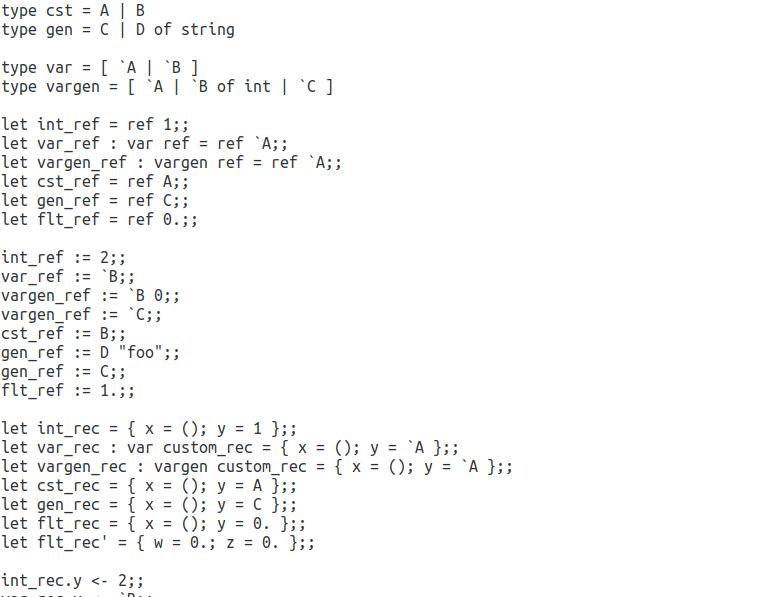 type cst = A | B
type gen = C | D of string
type var = [ `A | `B ]
type vargen = [ `A | `B of int | `C ]
let int_ref = ref 1;;
let var_ref : var ref = ref `A;;
let vargen_ref : vargen ref = ref `A;;
let cst_ref = ref A;;
let gen_ref = ref C;;
let flt_ref = ref 0.;;
int_ref := 2;;
var_ref := `B;;
vargen_ref := `B 0;;
vargen_ref := `C;;
cst_ref := B;;
gen_ref := D "foo";;
gen_ref := C;;
flt_ref := 1.;;
let int_rec = { x = (); y = 1 };;
let var_rec : var custom_rec = { x = (); y = `A };;
let vargen_rec : vargen custom_rec = { x = (); y = `A };;
let cst_rec = { x = (); y = A };;
let gen_rec = { x = (); y = C };;
let flt_rec = { x = (); y = 0. };;
let flt_rec' = { w = 0.; z = 0. };;
int_rec.y <- 2;;